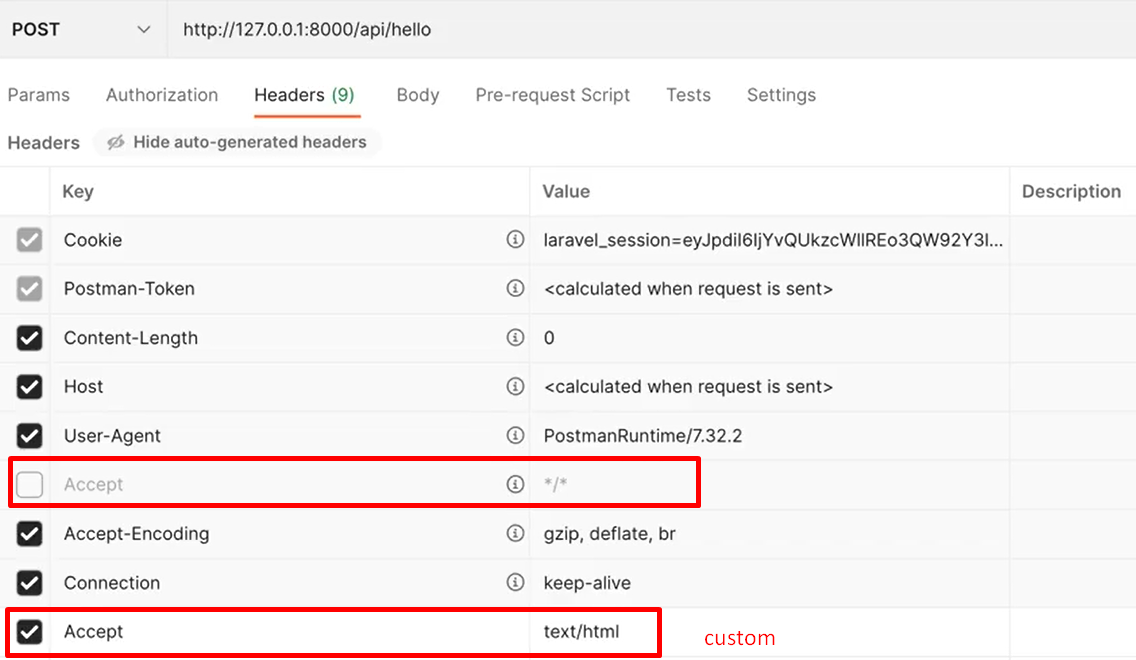 POST http://127.0.0.1:8000/api/hello
Params Authorization Headers (9) Body Pre-request Script Tests Settings
Headers Hide auto-generated headers
Key Value Description
Cookie laravel_session=eyJpdiI6IjYvQUkzcWllREo3QW92Y3l...
Postman-Token <calculated when request is sent>
Content-Length 0
Host <calculated when request is sent>
User-Agent PostmanRuntime/7.32.2
Accept */*
Accept-Encoding gzip, deflate, br
Connection keep-alive
Accept text/html custom